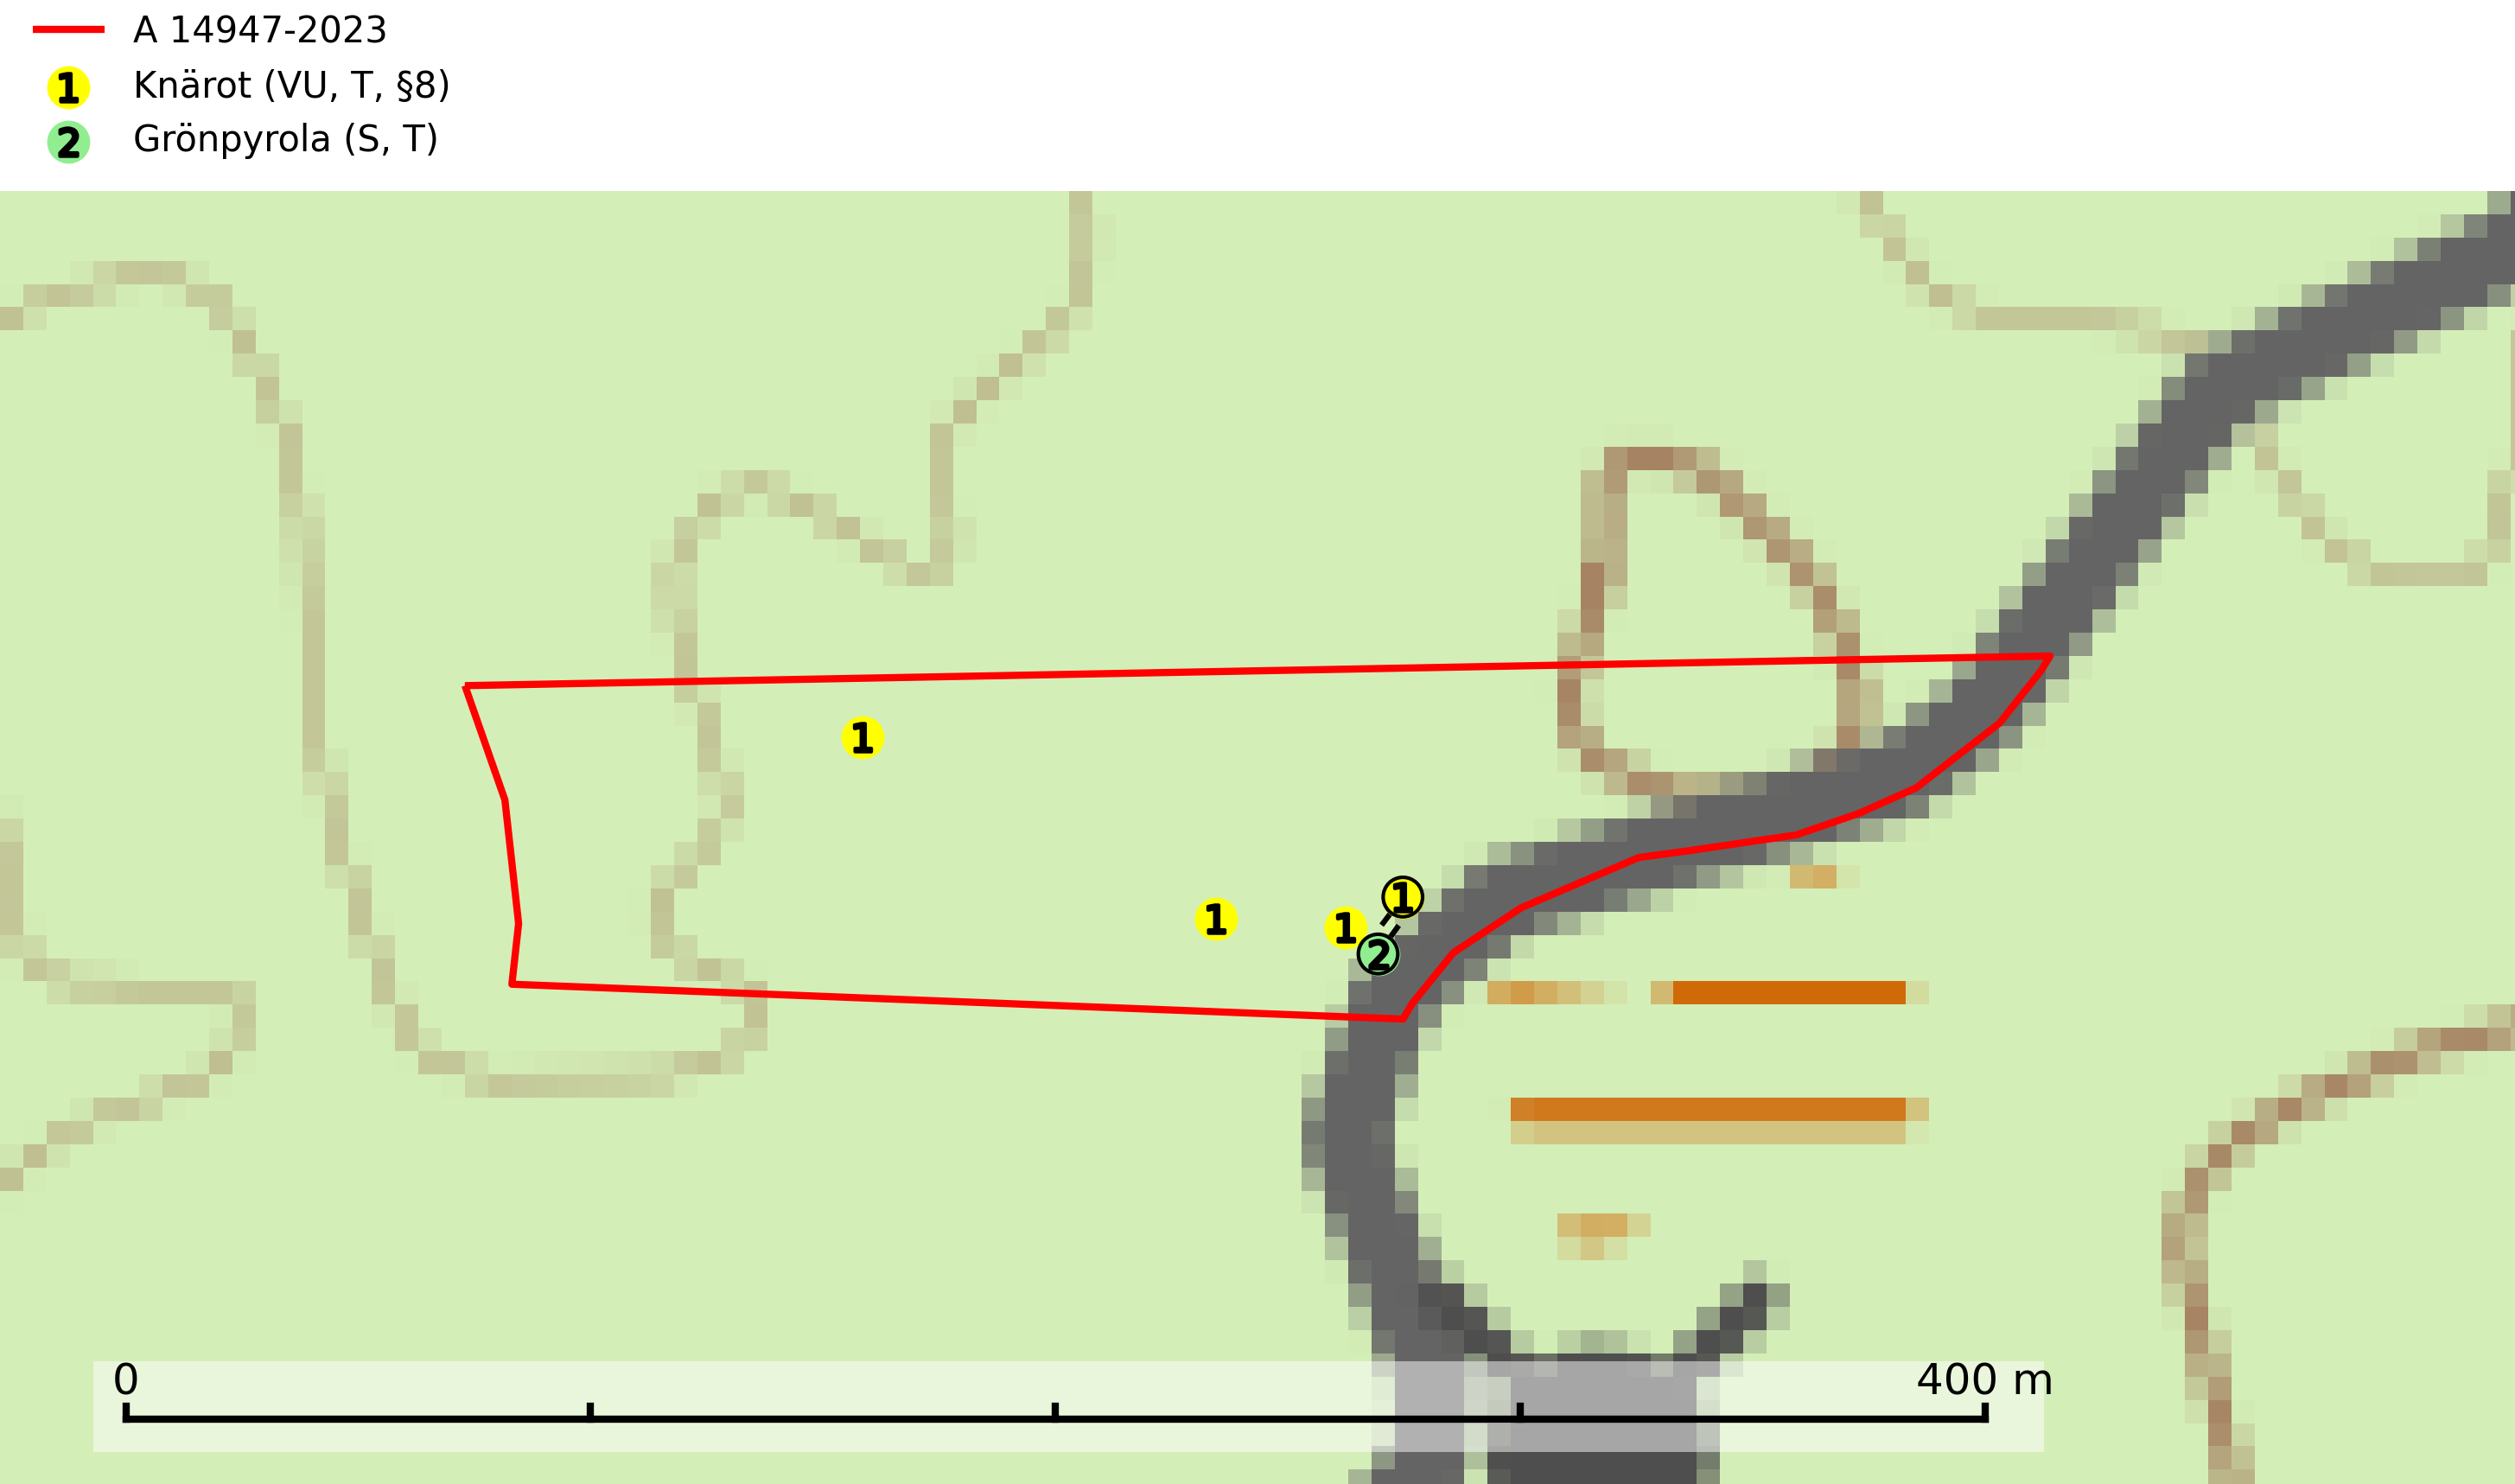 A 14947-2023
1 Knärot (VU, T, §8)
2 Grönpyrola (S, T)
1
1
1
1
2
0 400 m